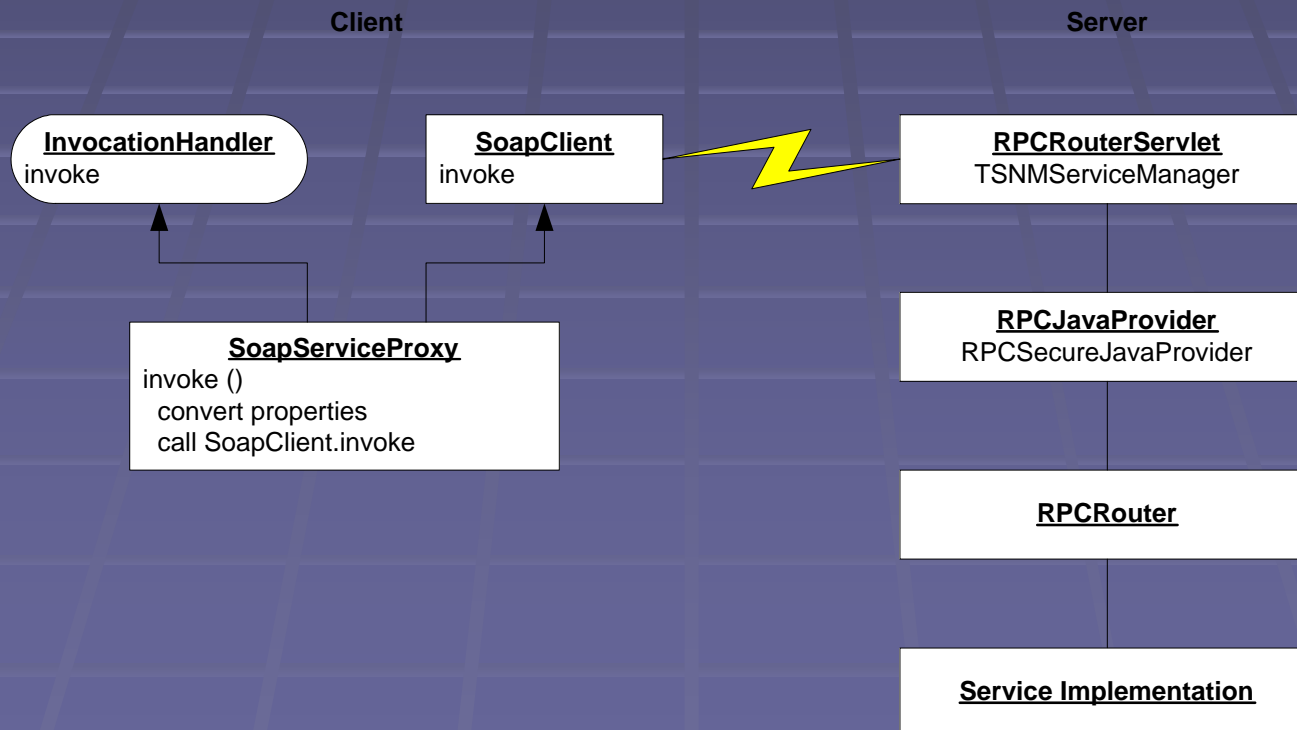 Client
Server
InvocationHandler
invoke
SoapClient
invoke
RPCRouterServlet
TSNMServiceManager
SoapServiceProxy
invoke ()
convert properties
call SoapClient.invoke
RPCJavaProvider
RPCSecureJavaProvider
RPCRouter
Service Implementation